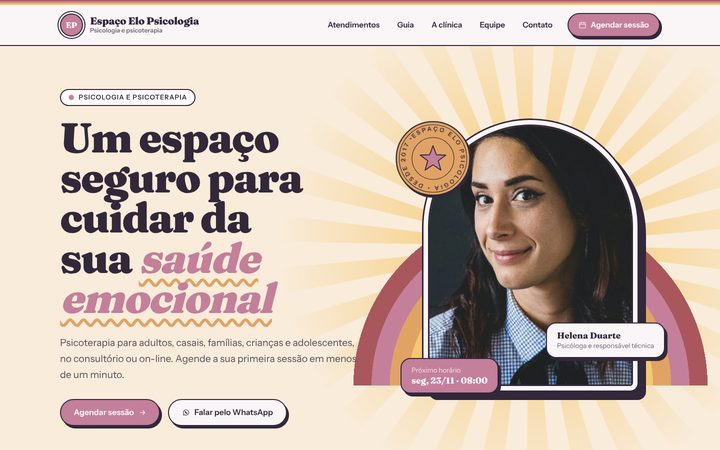 EP
Espaço Elo Psicologia
Psicologia e psicoterapia
Atendimentos
Guia
A clínica
Equipe
Contato
Agendar sessão
PSICOLOGIA E PSICOTERAPIA
Um espaço
seguro para
cuidar da
sua saúde
emocional
Psicoterapia para adultos, casais, famílias, crianças e adolescentes,
no consultório ou on-line. Agende a sua primeira sessão em menos
de um minuto.
Agendar sessão →
Falar pelo WhatsApp
ESPAÇO ELO PSICOLOGIA • DESDE 2017 •
Helena Duarte
Psicóloga e responsável técnica
Próximo horário
seg, 23/11 · 08:00